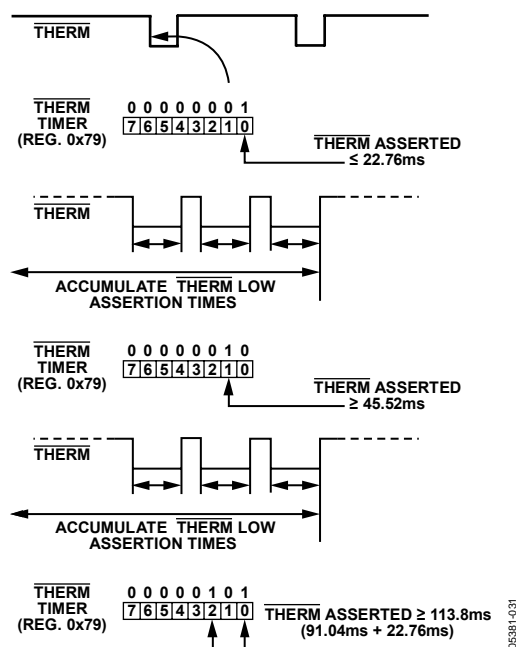 THERM
0 0 0 0 0 0 0 1
THERM
TIMER
(REG. 0x79)
7 6 5 4 3 2 1 0
THERM ASSERTED
≤ 22.76ms
THERM
ACCUMULATE THERM LOW
ASSERTION TIMES
0 0 0 0 0 0 1 0
THERM
TIMER
(REG. 0x79)
7 6 5 4 3 2 1 0
THERM ASSERTED
≥ 45.52ms
THERM
ACCUMULATE THERM LOW
ASSERTION TIMES
0 0 0 0 0 1 0 1
THERM
TIMER
(REG. 0x79)
7 6 5 4 3 2 1 0
THERM ASSERTED ≥ 113.8ms
(91.04ms + 22.76ms)
05381-031